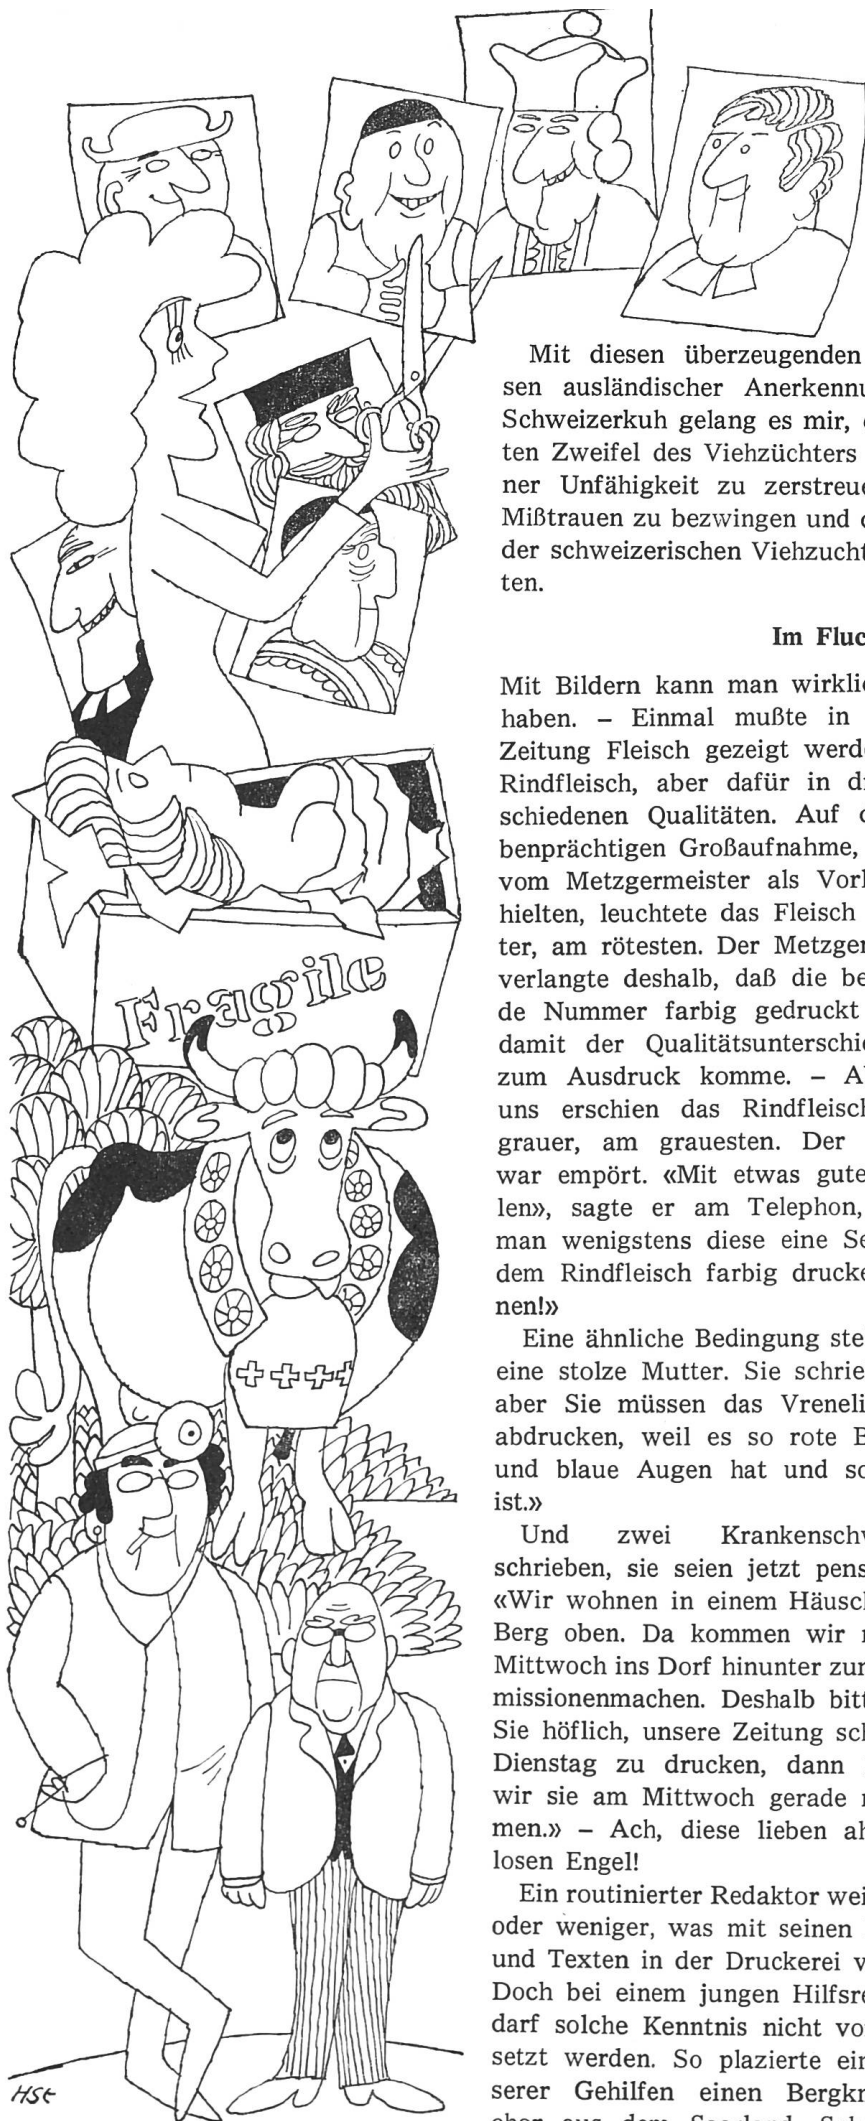 Fragile
HSt
Mit diesen überzeugenden
sen ausländischer Anerkennu
Schweizerkuh gelang es mir,
ten Zweifel des Viehzüchters
ner Unfähigkeit zu zerstreue
Mißtrauen zu bezwingen und
der schweizerischen Viehzucht
ten.
Im Fluc
Mit Bildern kann man wirklic
haben. – Einmal mußte in
Zeitung Fleisch gezeigt werde
Rindfleisch, aber dafür in d
schiedenen Qualitäten. Auf
benprächtigen Großaufnahme,
vom Metzgermeister als Vorl
hielten, leuchtete das Fleisch
ter, am rötesten. Der Metzger
verlangte deshalb, daß die be
de Nummer farbig gedruckt
damit der Qualitätsunterschie
zum Ausdruck komme. – A
uns erschien das Rindfleisch
grauer, am grauesten. Der
war empört. «Mit etwas gute
len», sagte er am Telephon,
man wenigstens diese eine Se
dem Rindfleisch farbig drucke
nen!»
Eine ähnliche Bedingung ste
eine stolze Mutter. Sie schrie
aber Sie müssen das Vreneli
abdrucken, weil es so rote B
und blaue Augen hat und so
ist.»
Und zwei Krankenschw
schrieben, sie seien jetzt pens
«Wir wohnen in einem Häusch
Berg oben. Da kommen wir
Mittwoch ins Dorf hinunter zur
missionenmachen. Deshalb bitt
Sie höflich, unsere Zeitung sch
Dienstag zu drucken, dann
wir sie am Mittwoch gerade
men.» – Ach, diese lieben ah
losen Engel!
Ein routinierter Redaktor wei
oder weniger, was mit seinen
und Texten in der Druckerei v
Doch bei einem jungen Hilfsre
darf solche Kenntnis nicht vo
setzt werden. So plazierte ein
serer Gehilfen einen Bergkn